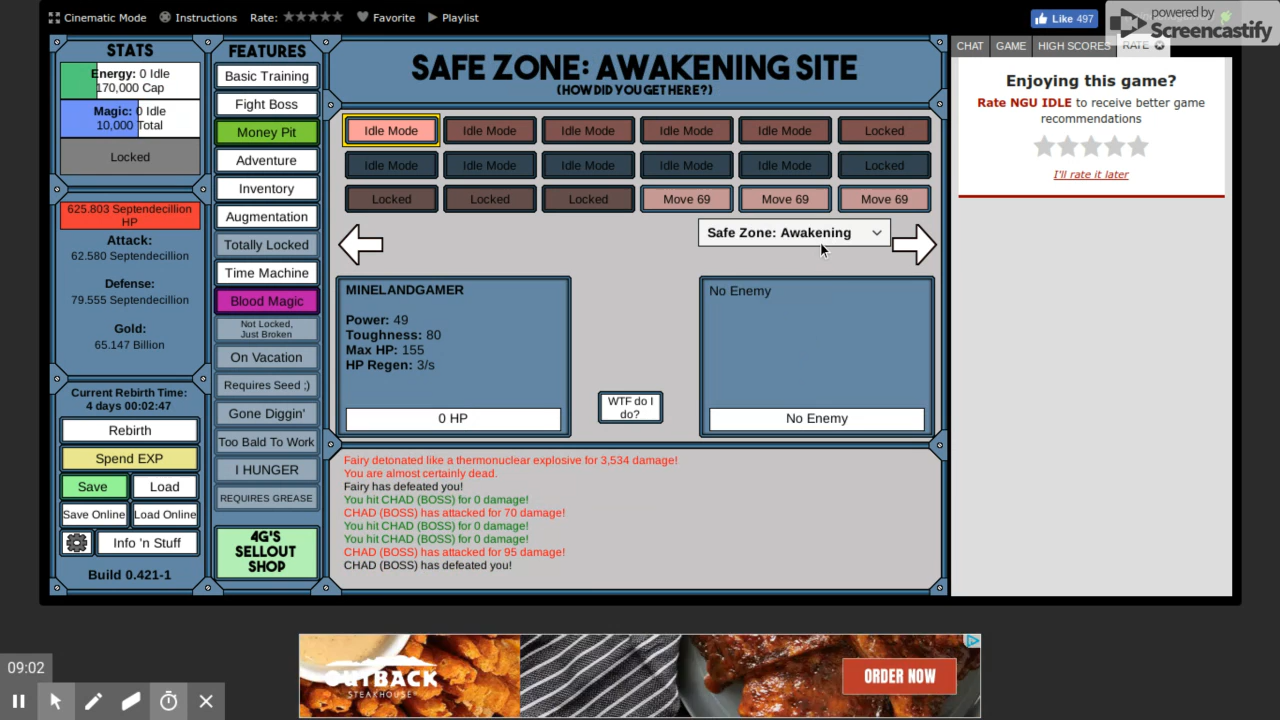 Cinematic Mode
Instructions
Rate:
Favorite
Playlist
Like 497
powered by
Screencastify
STATS
Energy: 0 Idle
170,000 Cap
Magic: 0 Idle
10,000 Total
Locked
625.803 Septendecillion
HP
Attack:
62.580 Septendecillion
Defense:
79.555 Septendecillion
Gold:
65.147 Billion
Current Rebirth Time:
4 days 00:02:47
Rebirth
Spend EXP
Save
Load
Save Online
Load Online
Info 'n Stuff
Build 0.421-1
FEATURES
Basic Training
Fight Boss
Money Pit
Adventure
Inventory
Augmentation
Totally Locked
Time Machine
Blood Magic
Not Locked,
Just Broken
On Vacation
Requires Seed ;)
Gone Diggin'
Too Bald To Work
I HUNGER
REQUIRES GREASE
4G'S
SELLOUT
SHOP
SAFE ZONE: AWAKENING SITE
(HOW DID YOU GET HERE?)
Idle Mode Idle Mode Idle Mode Idle Mode Idle Mode Locked
Idle Mode Idle Mode Idle Mode Idle Mode Idle Mode Locked
Locked Locked Locked Move 69 Move 69 Move 69
Safe Zone: Awakening
MINELANDGAMER
Power: 49
Toughness: 80
Max HP: 155
HP Regen: 3/s
0 HP
WTF do I
do?
No Enemy
No Enemy
Fairy detonated like a thermonuclear explosive for 3,534 damage!
You are almost certainly dead.
Fairy has defeated you!
You hit CHAD (BOSS) for 0 damage!
CHAD (BOSS) has attacked for 70 damage!
You hit CHAD (BOSS) for 0 damage!
You hit CHAD (BOSS) for 0 damage!
CHAD (BOSS) has attacked for 95 damage!
CHAD (BOSS) has defeated you!
CHAT GAME HIGH SCORES RATE
Enjoying this game?
Rate NGU IDLE to receive better game
recommendations
I'll rate it later
OUTBACK
STEAKHOUSE
ORDER NOW
09:02